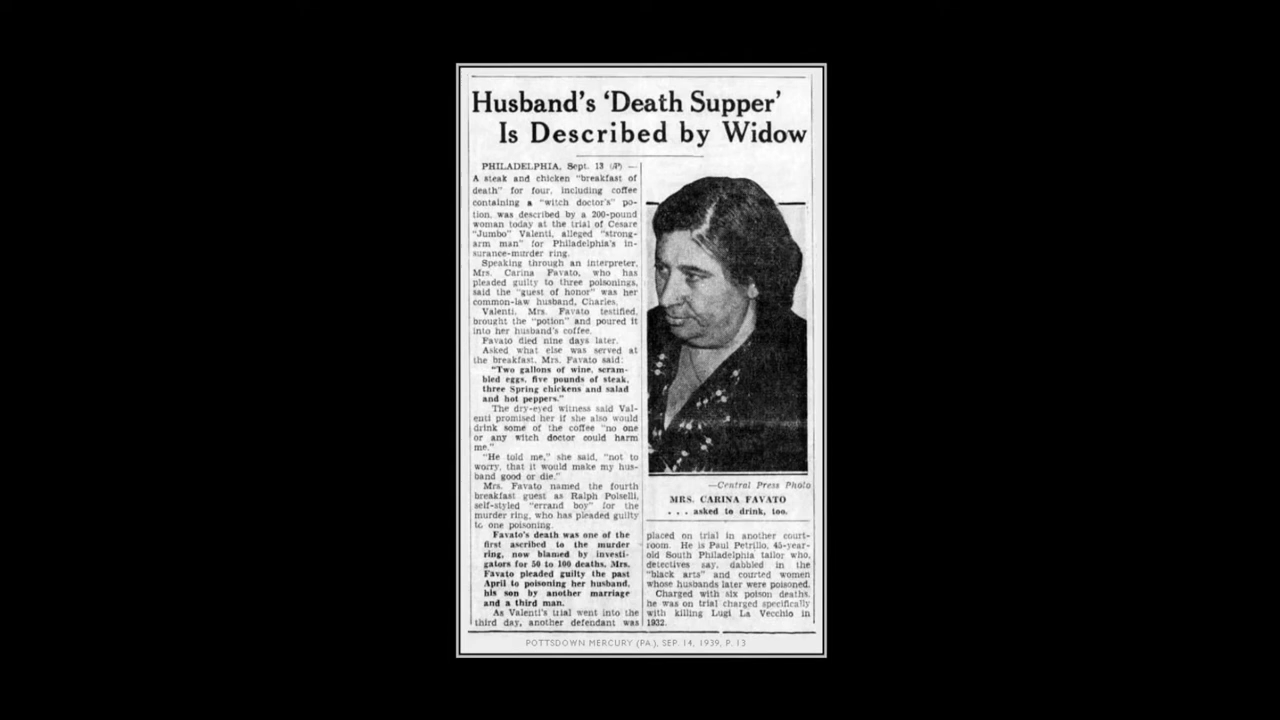 Husband's ‘Death Supper’
Is Described by Widow
PHILADELPHIA, Sept. 13 (AP) —
A steak and chicken "breakfast of
death" for four, including coffee
containing a "witch doctor's" po-
tion, was described by a 200-pound
woman today at the trial of Cesare
"Jumbo" Valenti, alleged "strong-
arm man" for Philadelphia's in-
surance-murder ring.
Speaking through an interpreter,
Mrs. Carina Favato, who has
pleaded guilty to three poisonings,
said the "guest of honor" was her
common-law husband, Charles.
Valenti, Mrs. Favato testified,
brought the "potion" and poured it
into her husband's coffee.
Favato died nine days later.
Asked what else was served at
the breakfast, Mrs. Favato said:
"Two gallons of wine, scram-
bled eggs, five pounds of steak,
three Spring chickens and salad
and hot peppers."
The dry-eyed witness said Val-
enti promised her if she also would
drink some of the coffee "no one
or any witch doctor could harm
me."
"He told me," she said, "not to
worry, that it would make my hus-
band good or die."
Mrs. Favato named the fourth
breakfast guest as Ralph Polselli,
self-styled "errand boy" for the
murder ring, who has pleaded guilty
to one poisoning.
Favato's death was one of the
first ascribed to the murder
ring, now blamed by investi-
gators for 50 to 100 deaths. Mrs.
Favato pleaded guilty the past
April to poisoning her husband,
his son by another marriage
and a third man.
As Valenti's trial went into the
third day, another defendant was
—Central Press Photo
MRS. CARINA FAVATO
. . . asked to drink, too.
placed on trial in another court-
room. He is Paul Petrillo, 45-year-
old South Philadelphia tailor who,
detectives say, dabbled in the
"black arts" and courted women
whose husbands later were poisoned.
Charged with six poison deaths,
he was on trial charged specifically
with killing Lugi La Vecchio in
1932.
POTTSDOWN MERCURY (PA.), SEP. 14, 1939, P. 13